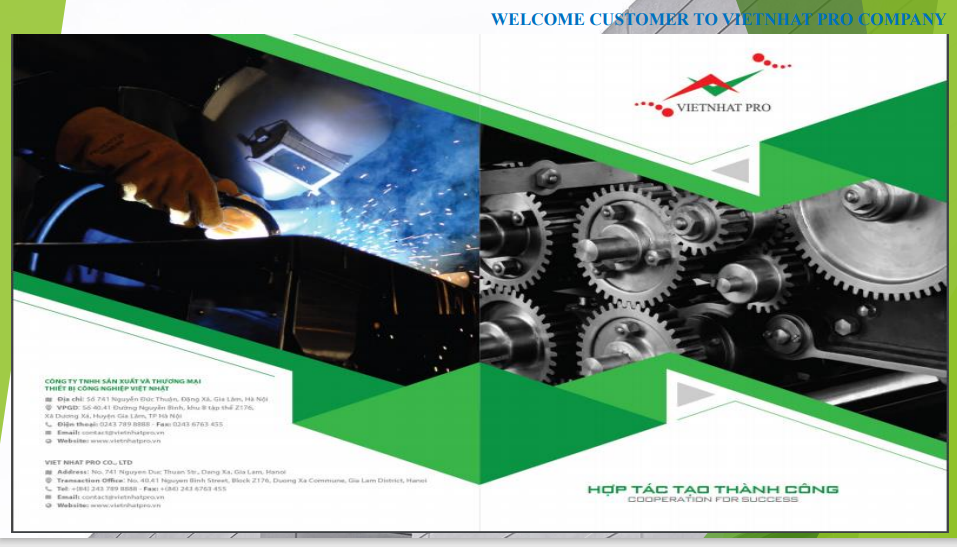 WELCOME CUSTOMER TO VIETNHAT PRO COMPANY
VIETNHAT PRO
CÔNG TY TNHH SẢN XUẤT VÀ THƯƠNG MẠI
THIẾT BỊ CÔNG NGHIỆP VIỆT NHẬT
Địa chỉ: Số 741 Nguyễn Đức Thuận, Đặng Xá, Gia Lâm, Hà Nội
VPGD: Số 40.41 Đường Nguyễn Bình, khu B tập thể Z176,
Xã Dương Xá, Huyện Gia Lâm, TP. Hà Nội
Điện thoại: 0243 789 8888 - Fax: 0243 6763 455
Email: contact@vietnhatpro.vn
Website: www.vietnhatpro.vn
VIET NHAT PRO CO., LTD
Address: No. 741 Nguyen Duc Thuan Str., Dang Xa, Gia Lam, Hanoi
Transaction Office: No. 40.41 Nguyen Binh Street, Block Z176, Duong Xa Commune, Gia Lam District, Hanoi
Tel: +(84) 243 789 8888 - Fax: +(84) 243 6763 455
Email: contact@vietnhatpro.vn
Website: www.vietnhatpro.vn
HỢP TÁC TẠO THÀNH CÔNG
COOPERATION FOR SUCCESS